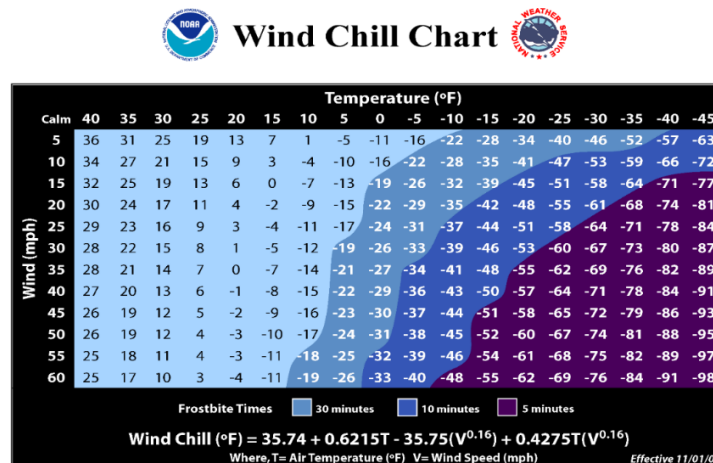 NOAA
Wind Chill Chart
NATIONAL WEATHER SERVICE
Temperature (ºF)
Calm 40 35 30 25 20 15 10 5 0 -5 -10 -15 -20 -25 -30 -35 -40 -45
5 36 31 25 19 13 7 1 -5 -11 -16 -22 -28 -34 -40 -46 -52 -57 -63
10 34 27 21 15 9 3 -4 -10 -16 -22 -28 -35 -41 -47 -53 -59 -66 -72
15 32 25 19 13 6 0 -7 -13 -19 -26 -32 -39 -45 -51 -58 -64 -71 -77
20 30 24 17 11 4 -2 -9 -15 -22 -29 -35 -42 -48 -55 -61 -68 -74 -81
25 29 23 16 9 3 -4 -11 -17 -24 -31 -37 -44 -51 -58 -64 -71 -78 -84
30 28 22 15 8 1 -5 -12 -19 -26 -33 -39 -46 -53 -60 -67 -73 -80 -87
35 28 21 14 7 0 -7 -14 -21 -27 -34 -41 -48 -55 -62 -69 -76 -82 -89
40 27 20 13 6 -1 -8 -15 -22 -29 -36 -43 -50 -57 -64 -71 -78 -84 -91
45 26 19 12 5 -2 -9 -16 -23 -30 -37 -44 -51 -58 -65 -72 -79 -86 -93
50 26 19 12 4 -3 -10 -17 -24 -31 -38 -45 -52 -60 -67 -74 -81 -88 -95
55 25 18 11 4 -3 -11 -18 -25 -32 -39 -46 -54 -61 -68 -75 -82 -89 -97
60 25 17 10 3 -4 -11 -19 -26 -33 -40 -48 -55 -62 -69 -76 -84 -91 -98
Wind (mph)
Frostbite Times 30 minutes 10 minutes 5 minutes
Wind Chill (ºF) = 35.74 + 0.6215T - 35.75(V0.16) + 0.4275T(V0.16)
Where, T= Air Temperature (ºF) V= Wind Speed (mph)
Effective 11/01/0